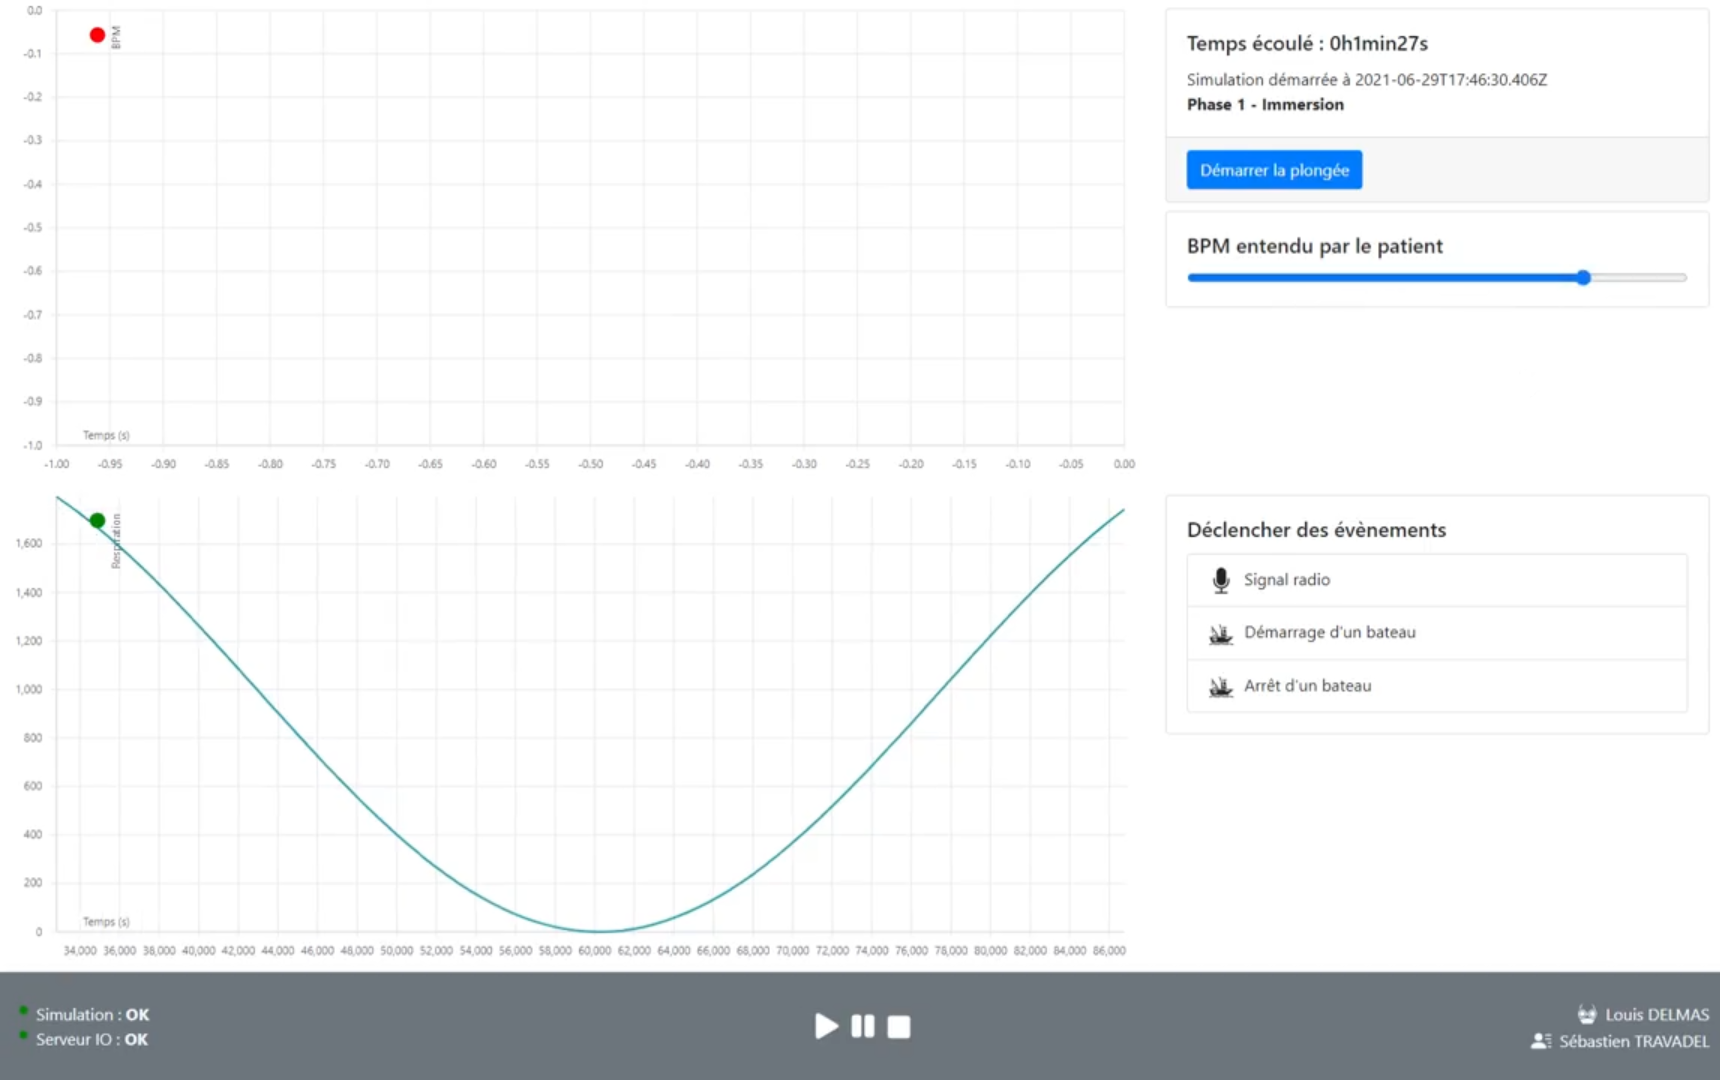 0.0
BPM
-0.1
-0.2
-0.3
-0.4
-0.5
-0.6
-0.7
-0.8
-0.9
-1.0
Temps (s)
-1.00 -0.95 -0.90 -0.85 -0.80 -0.75 -0.70 -0.65 -0.60 -0.55 -0.50 -0.45 -0.40 -0.35 -0.30 -0.25 -0.20 -0.15 -0.10 -0.05 0.00
Temps écoulé : 0h1min27s
Simulation démarrée à 2021-06-29T17:46:30.406Z
Phase 1 - Immersion
Démarrer la plongée
BPM entendu par le patient
Respiration
1,600
1,400
1,200
1,000
800
600
400
200
0
Temps (s)
34,000 36,000 38,000 40,000 42,000 44,000 46,000 48,000 50,000 52,000 54,000 56,000 58,000 60,000 62,000 64,000 66,000 68,000 70,000 72,000 74,000 76,000 78,000 80,000 82,000 84,000 86,000
Déclencher des évènements
Signal radio
Démarrage d'un bateau
Arrêt d'un bateau
Simulation : OK
Serveur IO : OK
Louis DELMAS
Sébastien TRAVADEL